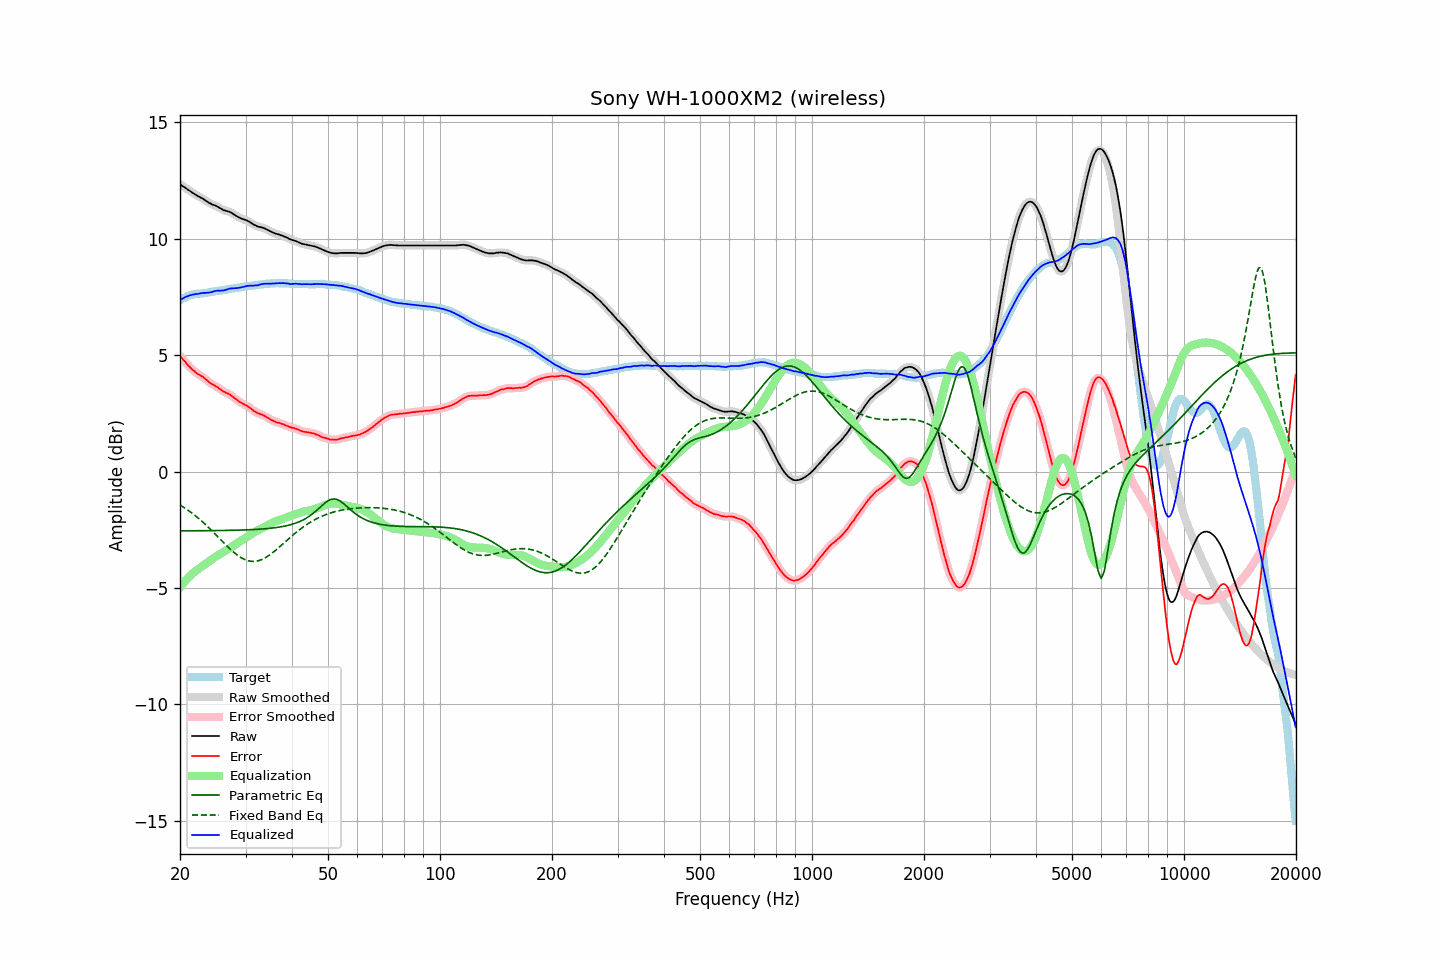 Sony WH-1000XM2 (wireless)
15
10
5
0
−5
−10
−15
Amplitude (dBr)
Target
Raw Smoothed
Error Smoothed
Raw
Error
Equalization
Parametric Eq
Fixed Band Eq
Equalized
20
50
100
200
500
1000
2000
5000
10000
20000
Frequency (Hz)